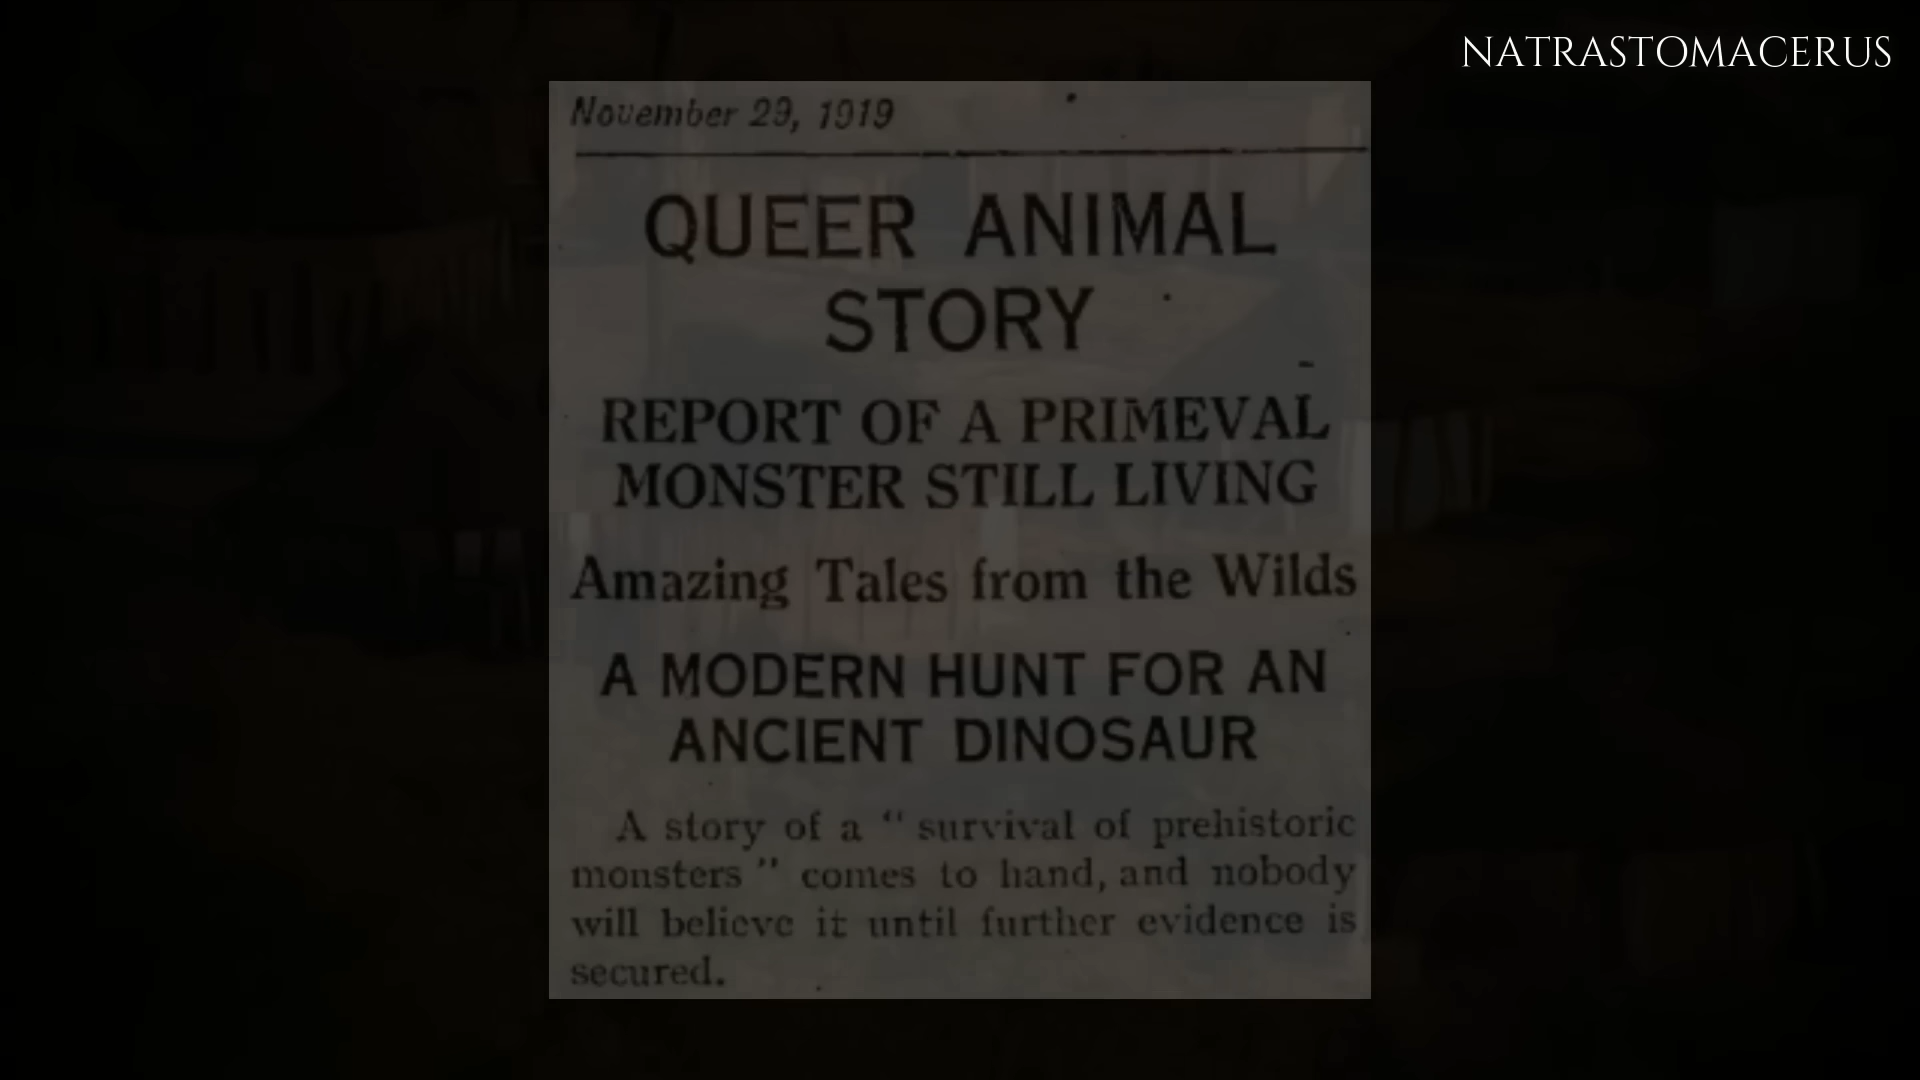 NATRASTOMACERUS
November 29, 1919
QUEER ANIMAL
STORY
REPORT OF A PRIMEVAL
MONSTER STILL LIVING
Amazing Tales from the Wilds
A MODERN HUNT FOR AN
ANCIENT DINOSAUR
A story of a “ survival of prehistoric
monsters ” comes to hand, and nobody
will believe it until further evidence is
secured.